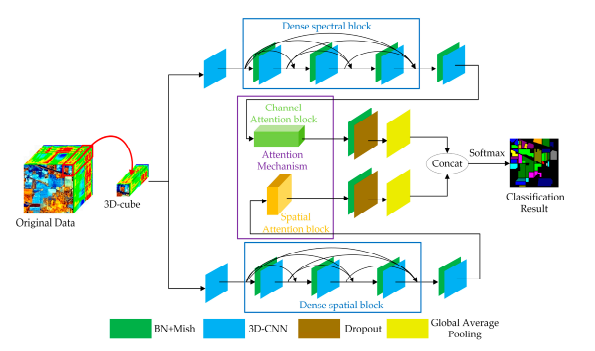 Dense spectral block
Channel
Attention block
Attention
Mechanism
Original Data
3D-cube
Concat
Softmax
Classification
Result
Spatial
Attention block
Dense spatial block
BN+Mish
3D-CNN
Dropout
Global Average
Pooling